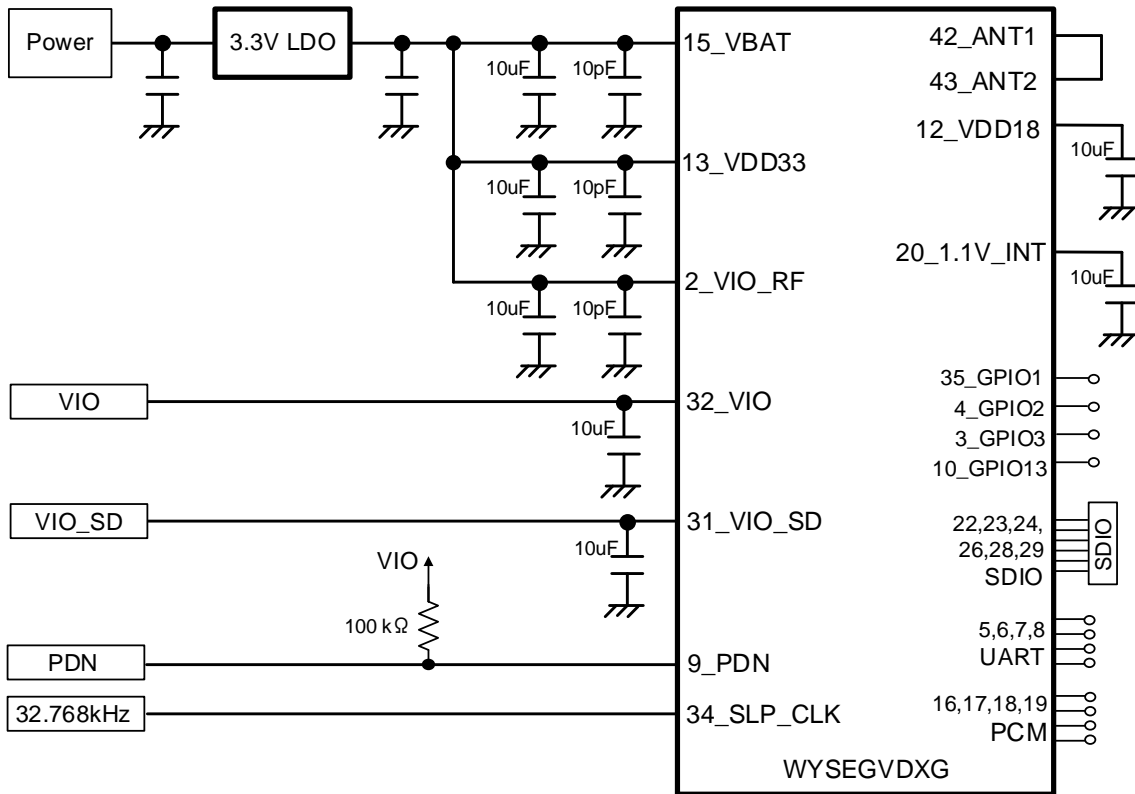 Power
3.3V LDO
10uF
10pF
15_VBAT
42_ANT1
43_ANT2
12_VDD18
10uF
10uF
10pF
13_VDD33
20_1.1V_INT
10uF
10uF
10pF
2_VIO_RF
VIO
10uF
32_VIO
35_GPIO1
4_GPIO2
3_GPIO3
10_GPIO13
VIO_SD
10uF
31_VIO_SD
22,23,24,
26,28,29
SDIO
SDIO
VIO
100 kΩ
PDN
9_PDN
5,6,7,8
UART
32.768kHz
34_SLP_CLK
16,17,18,19
PCM
WYSEGVDXG